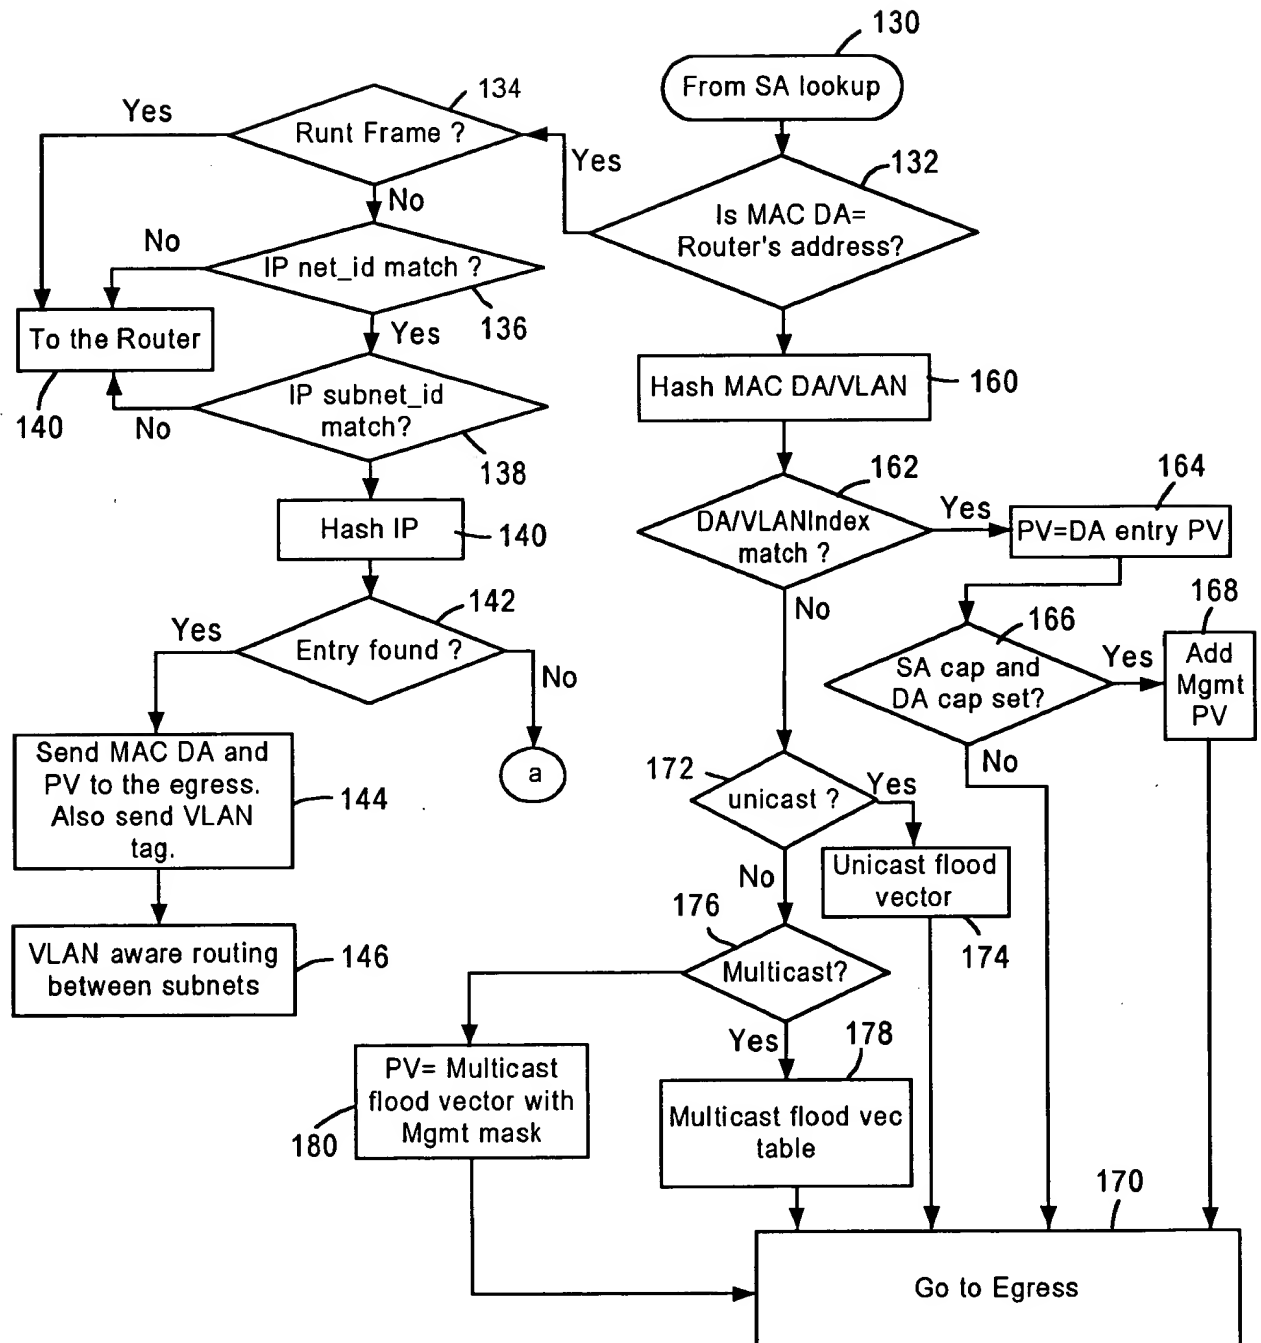 130
From SA lookup
134
Yes
Runt Frame ?
Yes
132
Is MAC DA=
Router's address?
No
No
IP net_id match ?
136
To the Router
Yes
140
No
IP subnet_id
match?
138
Hash MAC DA/VLAN
160
162
Yes
164
DA/VLANIndex
match ?
PV=DA entry PV
No
Hash IP
140
142
Yes
Entry found ?
No
a
166
168
SA cap and
DA cap set?
Yes
Add
Mgmt
PV
No
Send MAC DA and
PV to the egress.
Also send VLAN
tag.
144
172
unicast ?
Yes
No
Unicast flood
vector
174
VLAN aware routing
between subnets
146
176
Multicast?
Yes
178
PV= Multicast
flood vector with
Mgmt mask
180
Multicast flood vec
table
170
Go to Egress